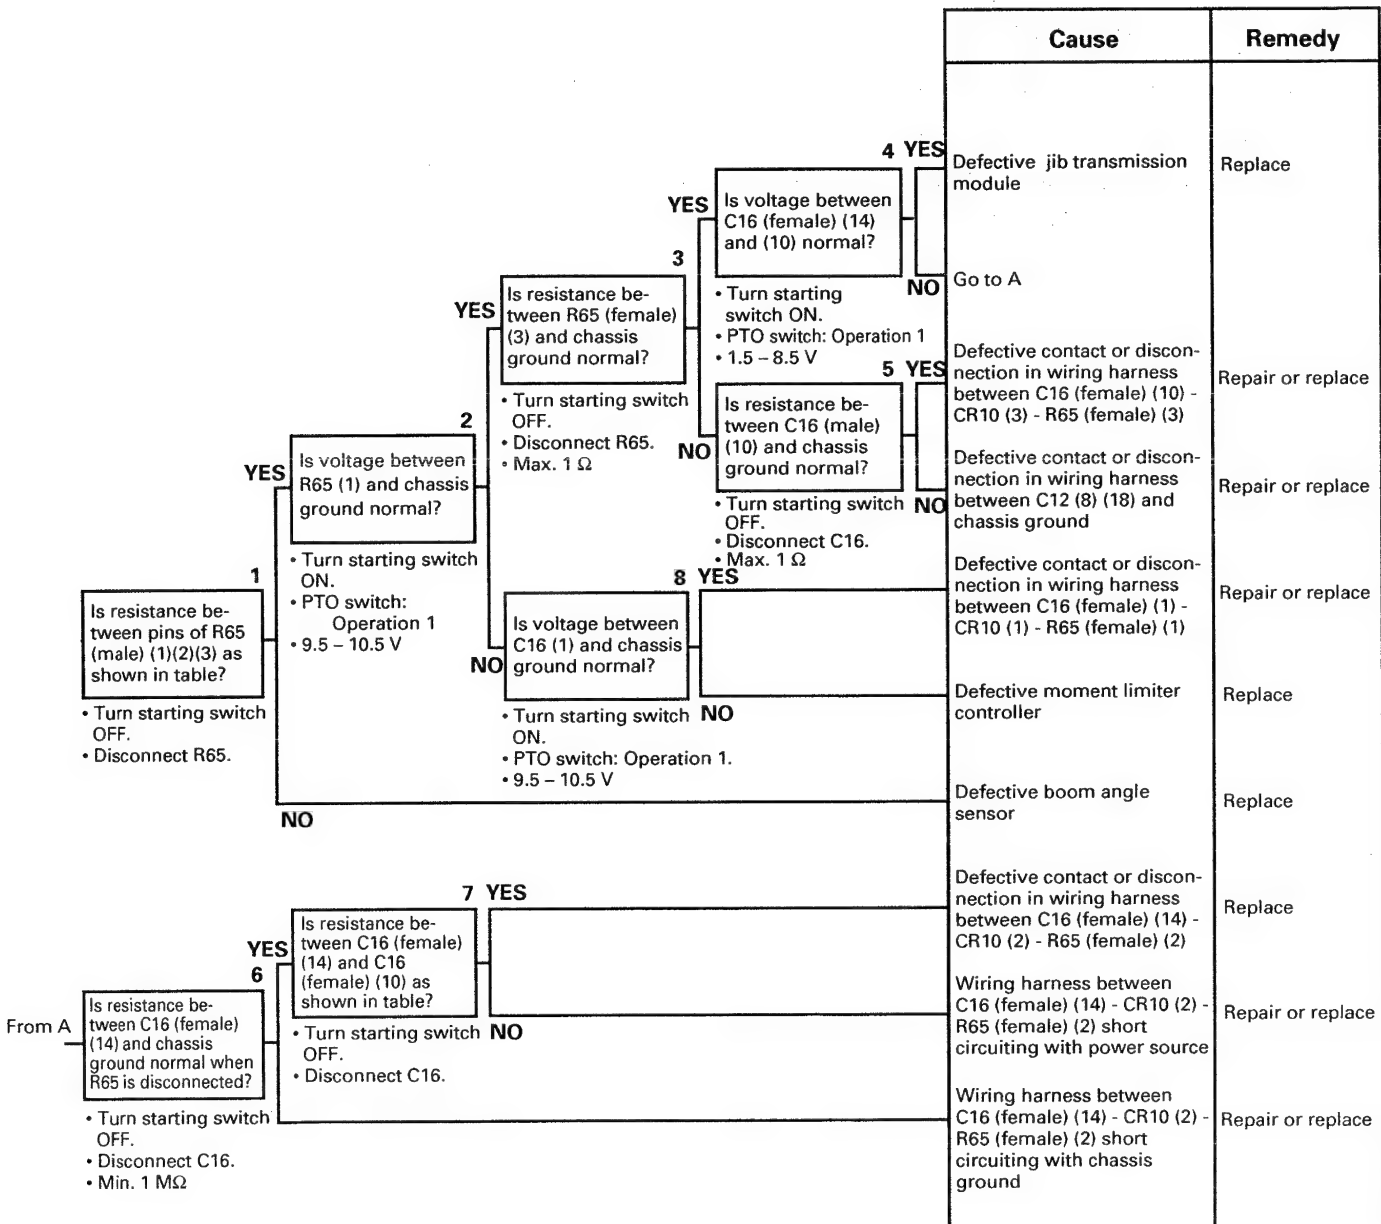 Cause
Remedy
4 YES
Defective jib transmission
module
Replace
YES
Is voltage between
C16 (female) (14)
and (10) normal?
NO
Go to A
• Turn starting
switch ON.
• PTO switch: Operation 1
• 1.5 – 8.5 V
3
YES
Is resistance be-
tween R65 (female)
(3) and chassis
ground normal?
• Turn starting switch
OFF.
• Disconnect R65.
• Max. 1 Ω
5 YES
Defective contact or discon-
nection in wiring harness
between C16 (female) (10) -
CR10 (3) - R65 (female) (3)
Repair or replace
NO
Is resistance be-
tween C16 (male)
(10) and chassis
ground normal?
NO
Defective contact or discon-
nection in wiring harness
between C12 (8) (18) and
chassis ground
Repair or replace
• Turn starting switch
OFF.
• Disconnect C16.
• Max. 1 Ω
2
YES
Is voltage between
R65 (1) and chassis
ground normal?
• Turn starting switch
ON.
• PTO switch:
Operation 1
• 9.5 – 10.5 V
8 YES
Defective contact or discon-
nection in wiring harness
between C16 (female) (1) -
CR10 (1) - R65 (female) (1)
Repair or replace
NO
Is voltage between
C16 (1) and chassis
ground normal?
NO
Defective moment limiter
controller
Replace
• Turn starting switch
ON.
• PTO switch: Operation 1.
• 9.5 – 10.5 V
1
Is resistance be-
tween pins of R65
(male) (1)(2)(3) as
shown in table?
• Turn starting switch
OFF.
• Disconnect R65.
NO
Defective boom angle
sensor
Replace
7 YES
Defective contact or discon-
nection in wiring harness
between C16 (female) (14) -
CR10 (2) - R65 (female) (2)
Replace
YES
Is resistance be-
tween C16 (female)
(14) and C16
(female) (10) as
shown in table?
NO
Wiring harness between
C16 (female) (14) - CR10 (2) -
R65 (female) (2) short
circuiting with power source
Repair or replace
• Turn starting switch
OFF.
• Disconnect C16.
6
From A
Is resistance be-
tween C16 (female)
(14) and chassis
ground normal when
R65 is disconnected?
• Turn starting switch
OFF.
• Disconnect C16.
• Min. 1 MΩ
Wiring harness between
C16 (female) (14) - CR10 (2) -
R65 (female) (2) short
circuiting with chassis
ground
Repair or replace